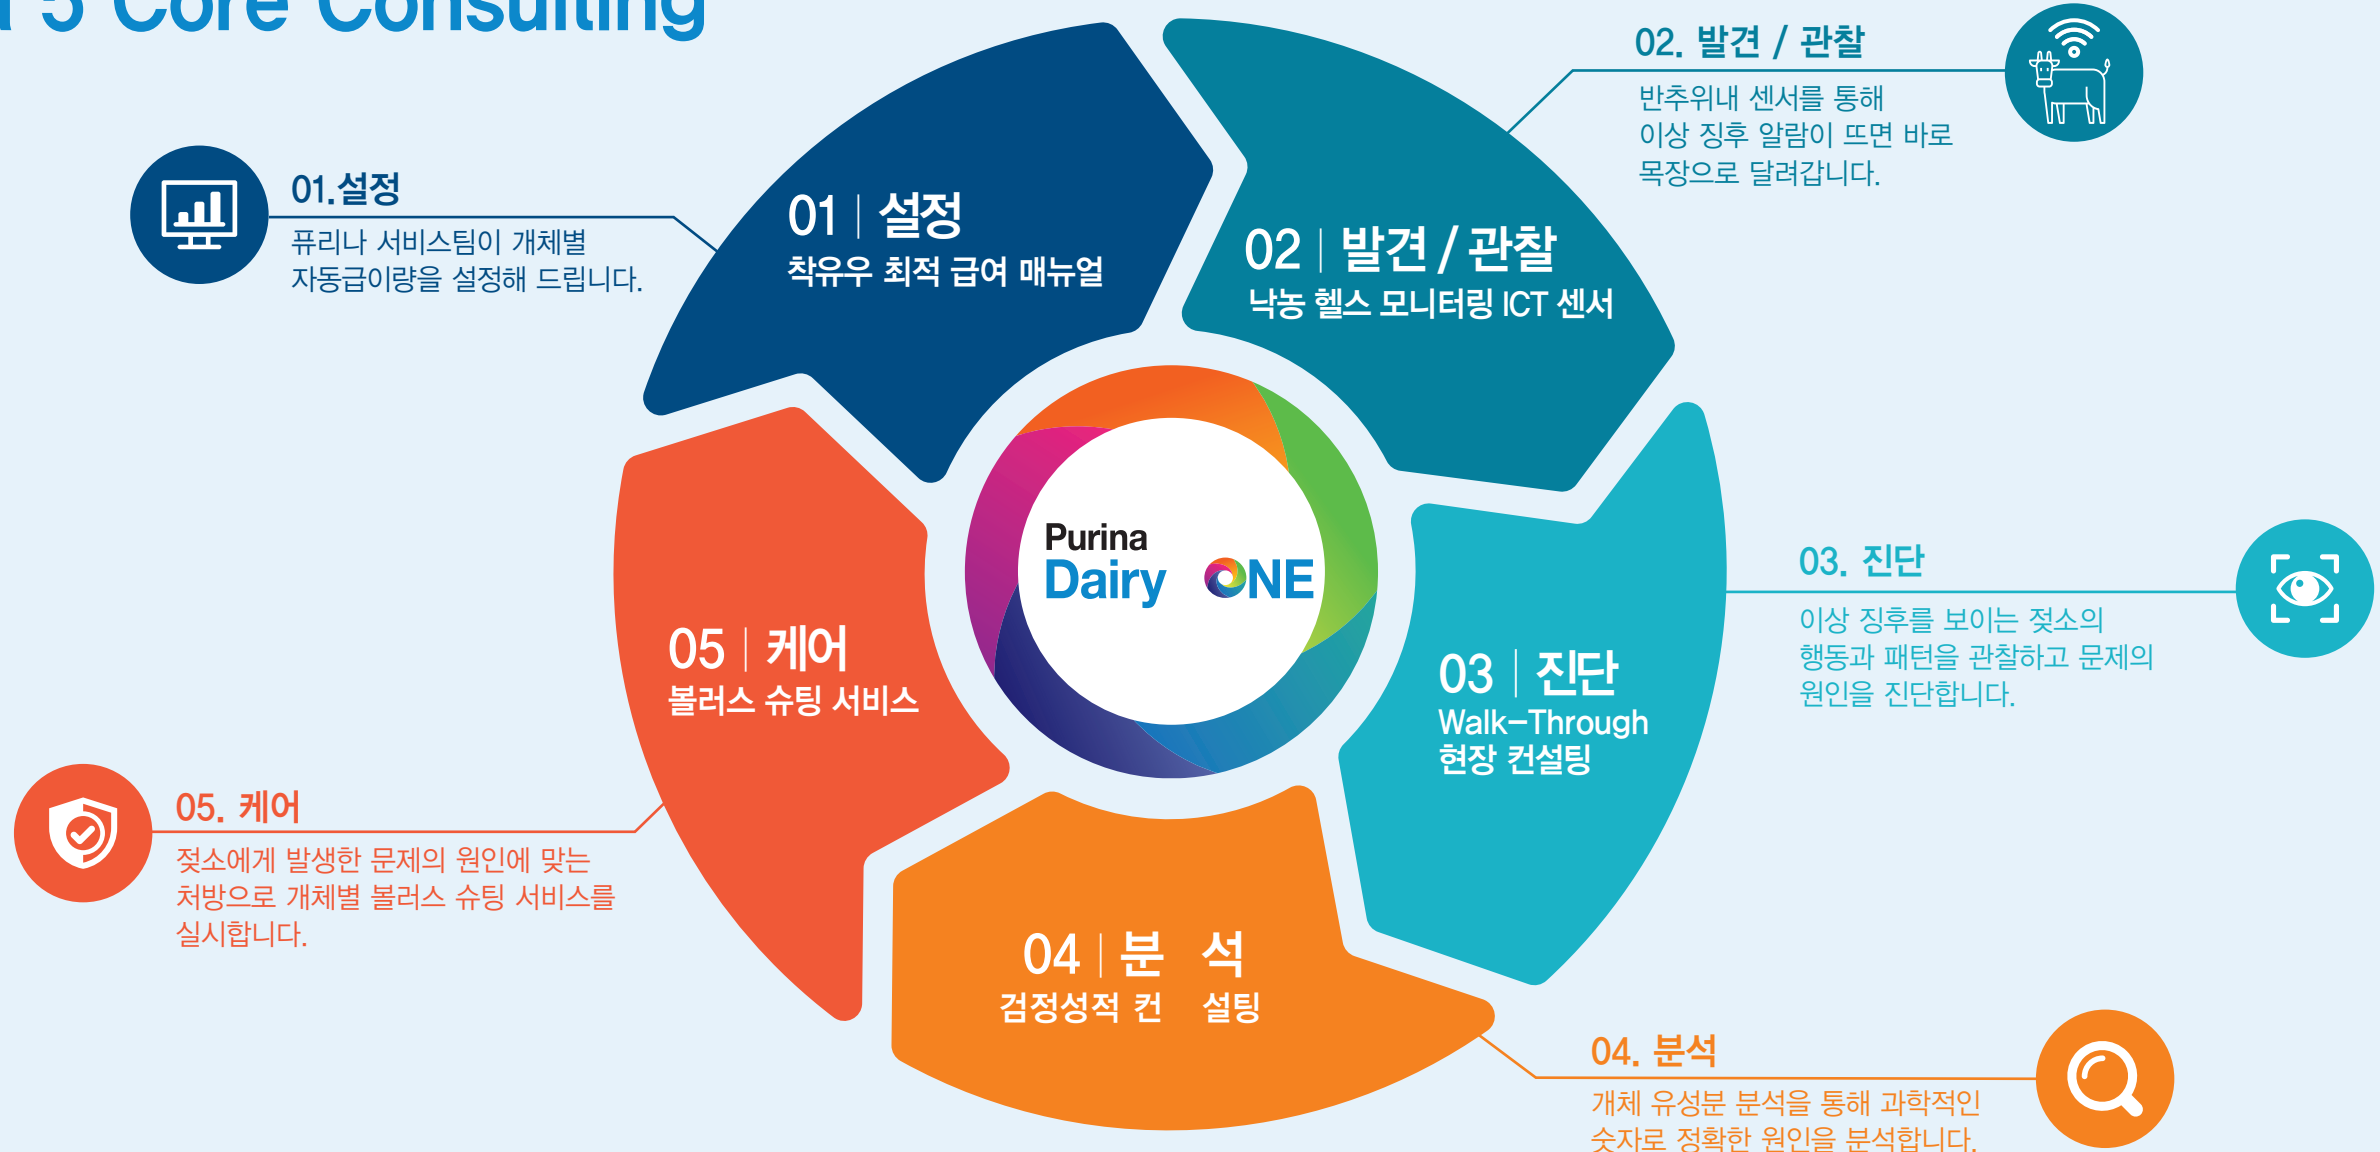 5 Core Consulting
01.설정
퓨리나 서비스팀이 개체별
자동급이량을 설정해 드립니다.
01 | 설정
착유우 최적 급여 매뉴얼
02. 발견 / 관찰
반추위내 센서를 통해
이상 징후 알람이 뜨면 바로
목장으로 달려갑니다.
02 | 발견 / 관찰
낙농 헬스 모니터링 ICT 센서
Purina
Dairy ONE
03 | 진단
Walk-Through
현장 컨설팅
03. 진단
이상 징후를 보이는 젖소의
행동과 패턴을 관찰하고 문제의
원인을 진단합니다.
05 | 케어
볼러스 슈팅 서비스
05. 케어
젖소에게 발생한 문제의 원인에 맞는
처방으로 개체별 볼러스 슈팅 서비스를
실시합니다.
04 | 분 석
검정성적 컨 설팅
04. 분석
개체 유성분 분석을 통해 과학적인
숫자로 정확한 원인을 분석합니다.